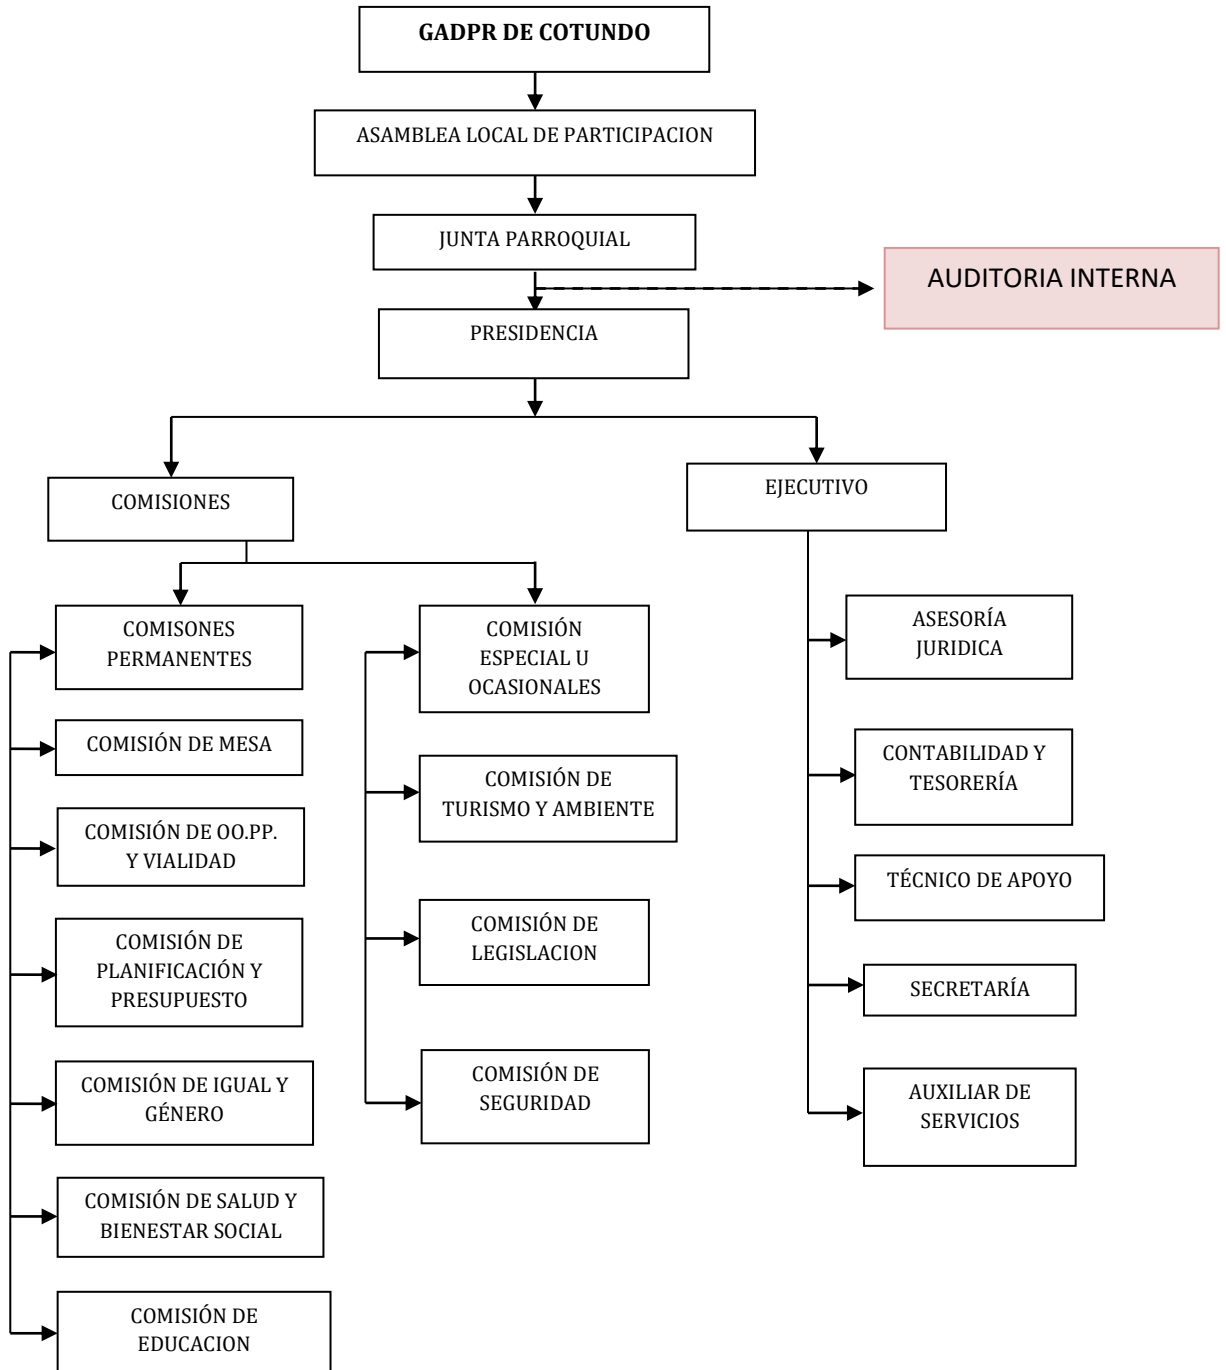 GADPR DE COTUNDO
ASAMBLEA LOCAL DE PARTICIPACION
JUNTA PARROQUIAL
AUDITORIA INTERNA
PRESIDENCIA
COMISIONES
EJECUTIVO
COMISONES
PERMANENTES
COMISIÓN DE MESA
COMISIÓN DE OO.PP.
Y VIALIDAD
COMISIÓN DE
PLANIFICACIÓN Y
PRESUPUESTO
COMISIÓN DE IGUAL Y
GÉNERO
COMISIÓN DE SALUD Y
BIENESTAR SOCIAL
COMISIÓN DE
EDUCACION
COMISIÓN
ESPECIAL U
OCASIONALES
COMISIÓN DE
TURISMO Y AMBIENTE
COMISIÓN DE
LEGISLACION
COMISIÓN DE
SEGURIDAD
ASESORÍA
JURIDICA
CONTABILIDAD Y
TESORERÍA
TÉCNICO DE APOYO
SECRETARÍA
AUXILIAR DE
SERVICIOS